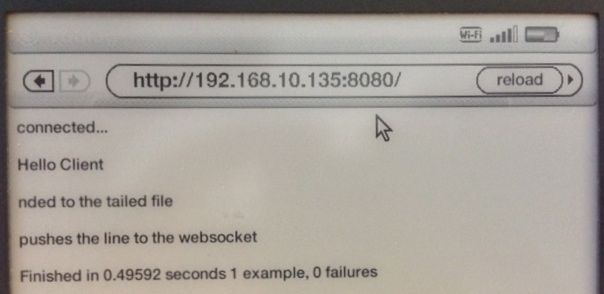 Wi-Fi
http://192.168.10.135:8080/ reload
connected...
Hello Client
nded to the tailed file
pushes the line to the websocket
Finished in 0.49592 seconds 1 example, 0 failures